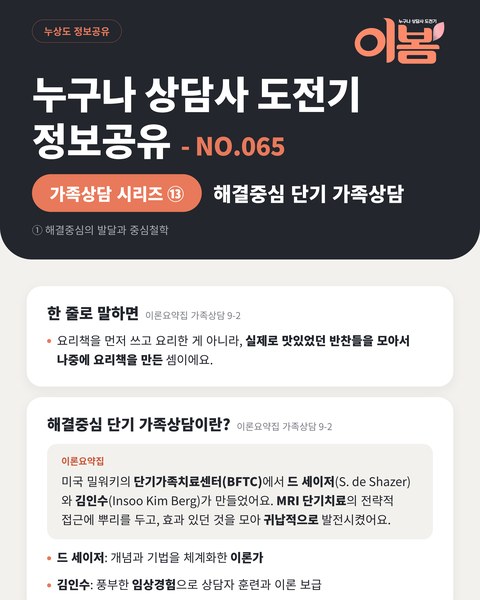 누상도 정보공유
누구나 상담사 도전기
이봄
누구나 상담사 도전기
정보공유 - NO.065
가족상담 시리즈 ⑬ 해결중심 단기 가족상담
① 해결중심의 발달과 중심철학
한 줄로 말하면 이론요약집 가족상담 9-2
• 요리책을 먼저 쓰고 요리한 게 아니라, 실제로 맛있었던 반찬들을 모아서
나중에 요리책을 만든 셈이에요.
해결중심 단기 가족상담이란? 이론요약집 가족상담 9-2
이론요약집
미국 밀워키의 단기가족치료센터(BFTC)에서 드 세이저(S. de Shazer)
와 김인수(Insoo Kim Berg)가 만들었어요. MRI 단기치료의 전략적
접근에 뿌리를 두고, 효과 있던 것을 모아 귀납적으로 발전시켰어요.
• 드 세이저: 개념과 기법을 체계화한 이론가
• 김인수: 풍부한 임상경험으로 상담자 훈련과 이론 보급